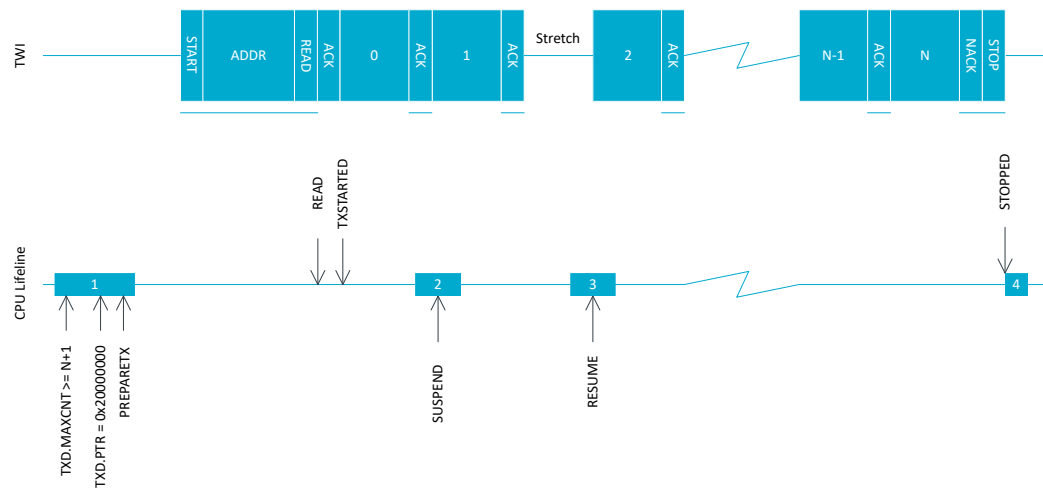 TWI
START
ADDR
READ
ACK
0
ACK
1
ACK
Stretch
2
ACK
N-1
ACK
N
NACK
STOP
CPU Lifeline
READ
TXSTARTED
STOPPED
1
2
3
4
TXD.MAXCNT >= N+1
TXD.PTR = 0x20000000
PREPARETX
SUSPEND
RESUME